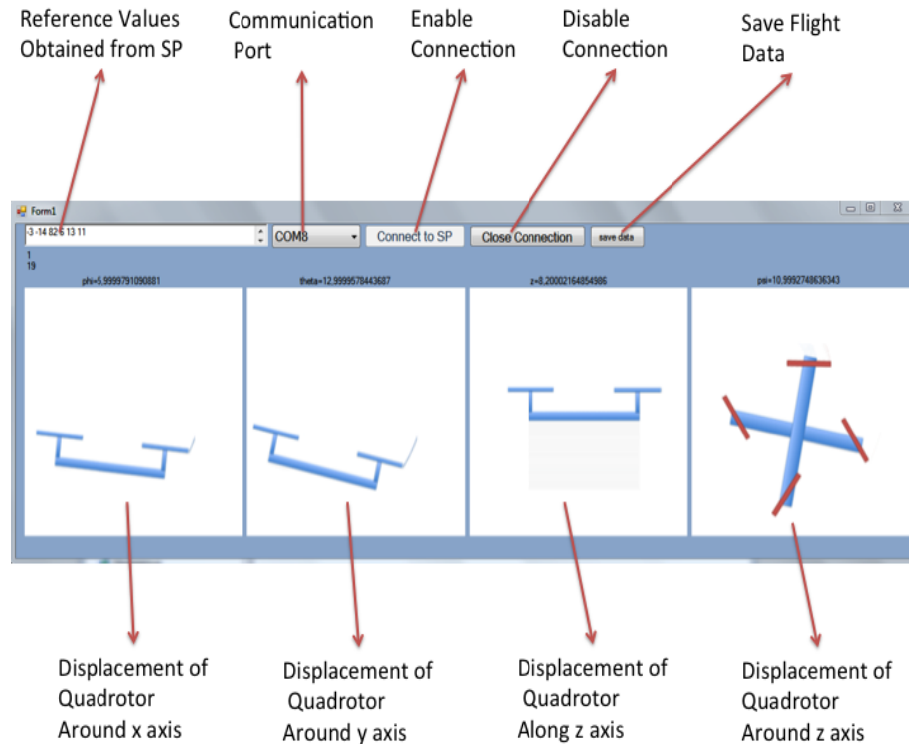 Reference Values
Obtained from SP
Communication
Port
Enable
Connection
Disable
Connection
Save Flight
Data
Form1
-3 -14 82 6 13 11
COM8
Connect to SP
Close Connection
save data
1
19
phi=5,9999791090881
theta=12,9999578443687
z=8,20002164854986
psi=10,9992748636343
Displacement of
Quadrotor
Around x axis
Displacement of
Quadrotor
Around y axis
Displacement of
Quadrotor
Along z axis
Displacement of
Quadrotor
Around z axis